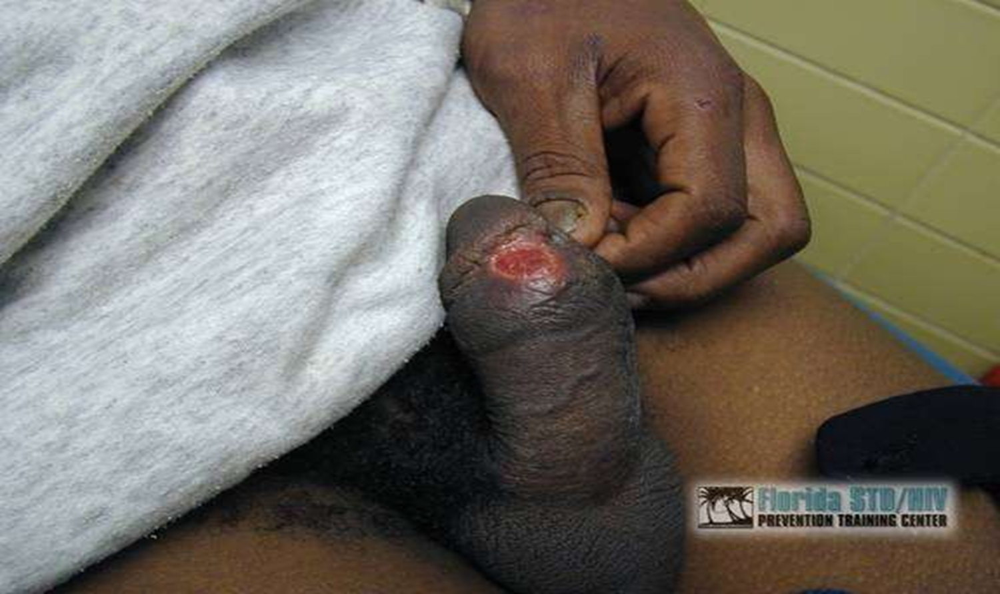 Florida STD/HIV
PREVENTION TRAINING CENTER